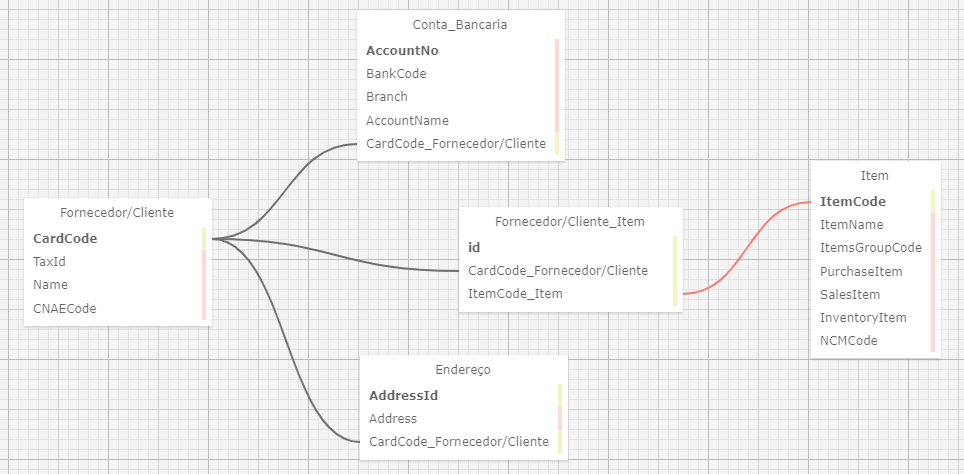 Conta_Bancaria
AccountNo
BankCode
Branch
AccountName
CardCode_Fornecedor/Cliente
Fornecedor/Cliente
CardCode
TaxId
Name
CNAECode
Fornecedor/Cliente_Item
id
CardCode_Fornecedor/Cliente
ItemCode_Item
Item
ItemCode
ItemName
ItemsGroupCode
PurchaseItem
SalesItem
InventoryItem
NCMCode
Endereço
AddressId
Address
CardCode_Fornecedor/Cliente